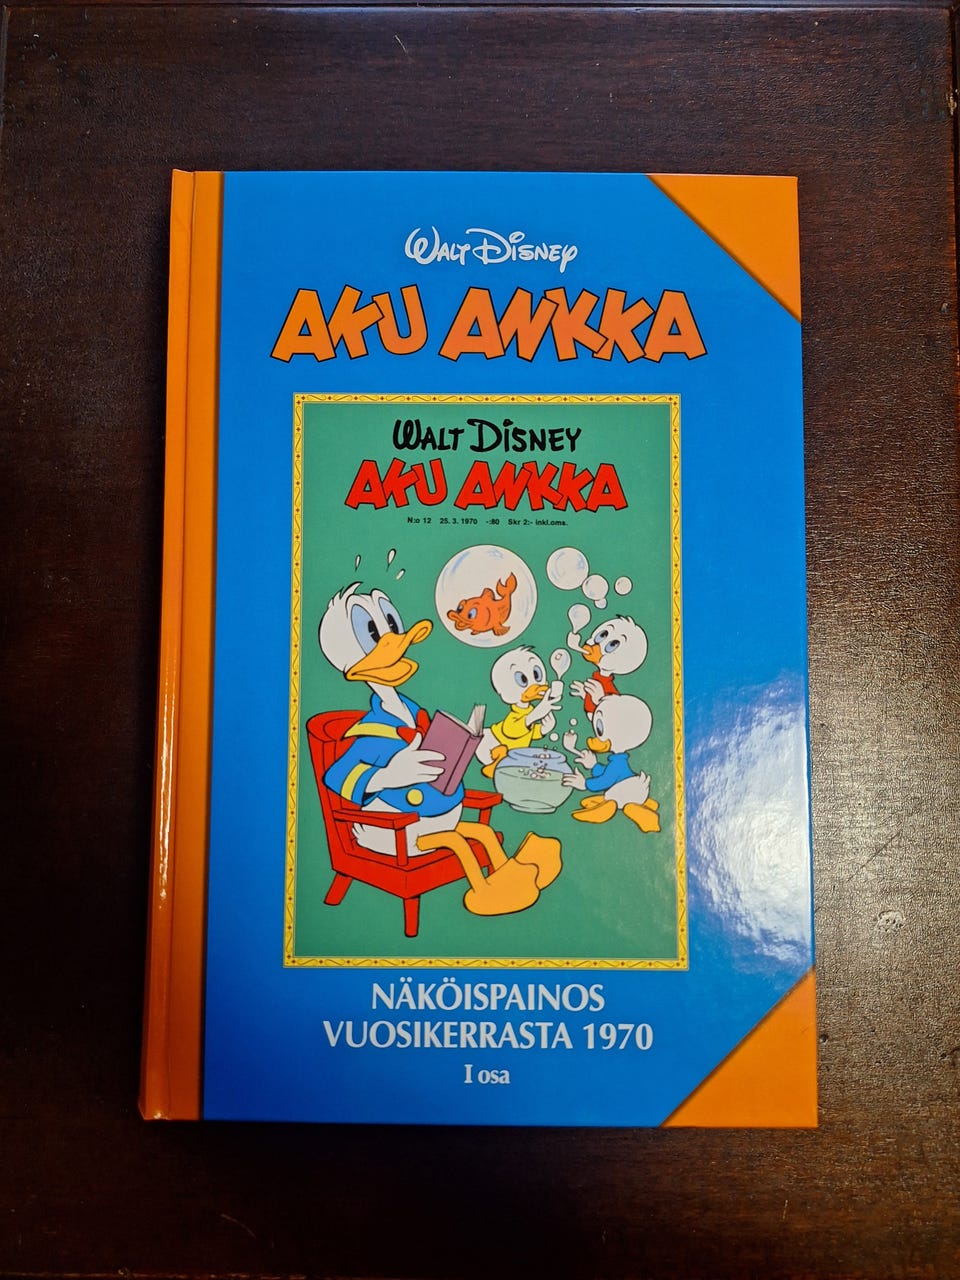 WALT DISNEY
AKU ANKKA
WALT DISNEY
AKU ANKKA
N:o 12 25. 3. 1970 -:80 Skr 2:- inkl.oms.
NÄKÖISPAINOS
VUOSIKERRASTA 1970
I osa